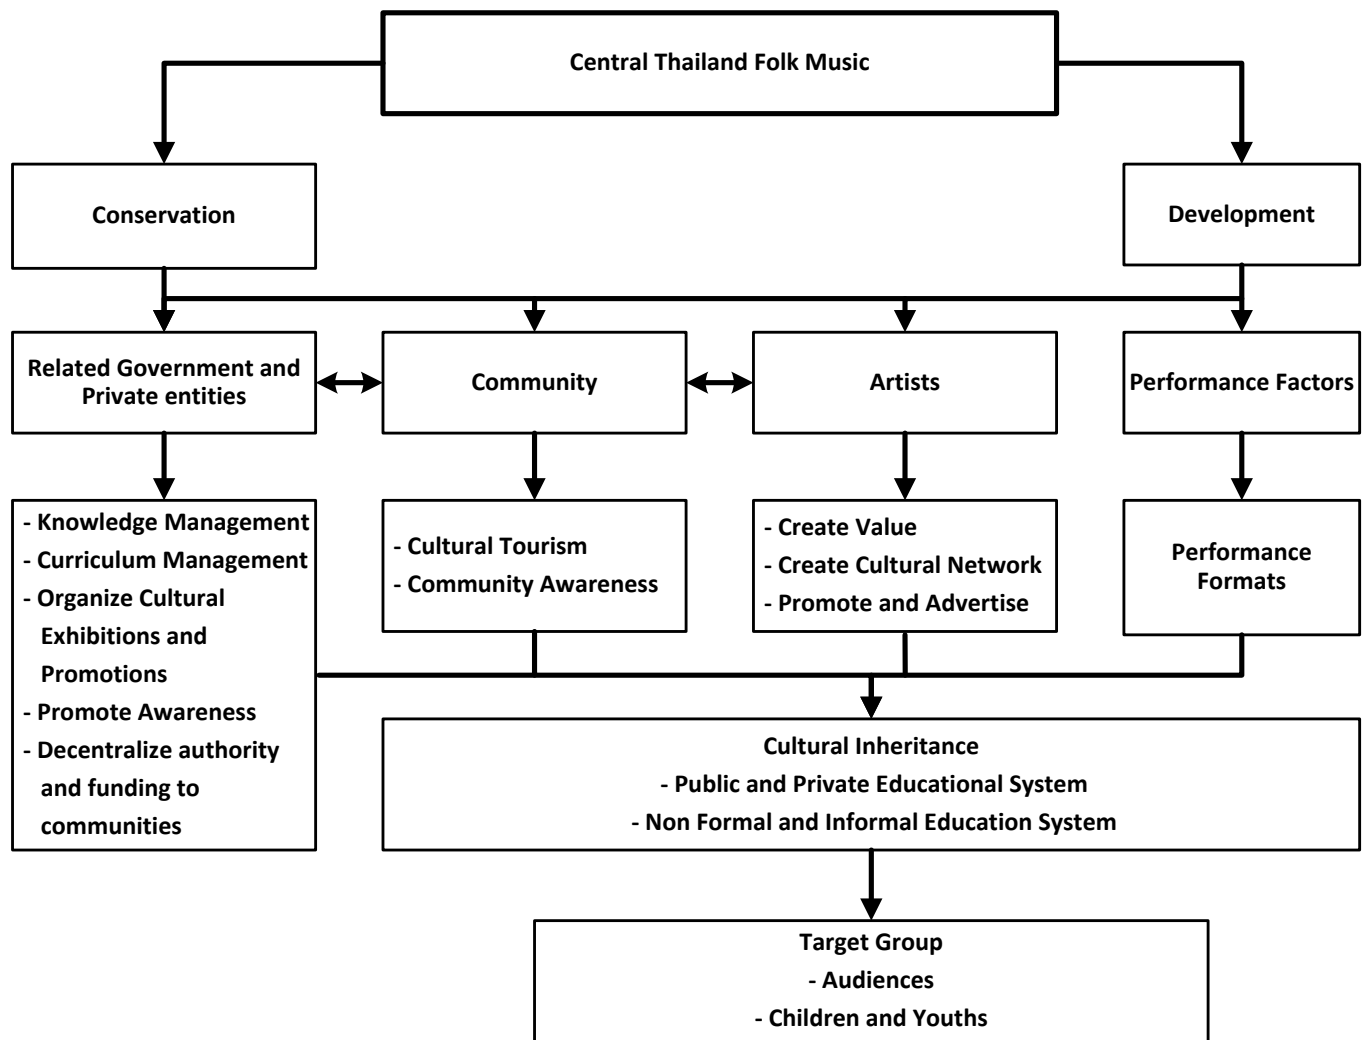 Central Thailand Folk Music
Conservation
Development
Related Government and
Private entities
Community
Artists
Performance Factors
- Knowledge Management
- Curriculum Management
- Organize Cultural
Exhibitions and
Promotions
- Promote Awareness
- Decentralize authority
and funding to
communities
- Cultural Tourism
- Community Awareness
- Create Value
- Create Cultural Network
- Promote and Advertise
Performance
Formats
Cultural Inheritance
- Public and Private Educational System
- Non Formal and Informal Education System
Target Group
- Audiences
- Children and Youths